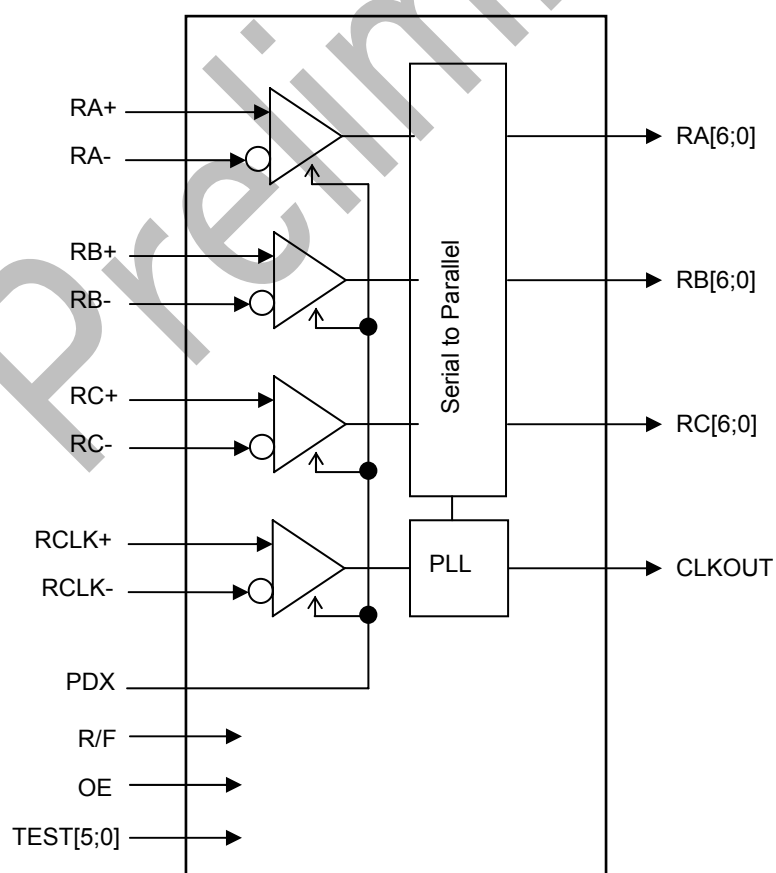 Prelimi
RA+
RA-
RA[6;0]
RB+
RB-
RB[6;0]
Serial to Parallel
RC+
RC-
RC[6;0]
RCLK+
RCLK-
PLL
CLKOUT
PDX
R/F
OE
TEST[5;0]